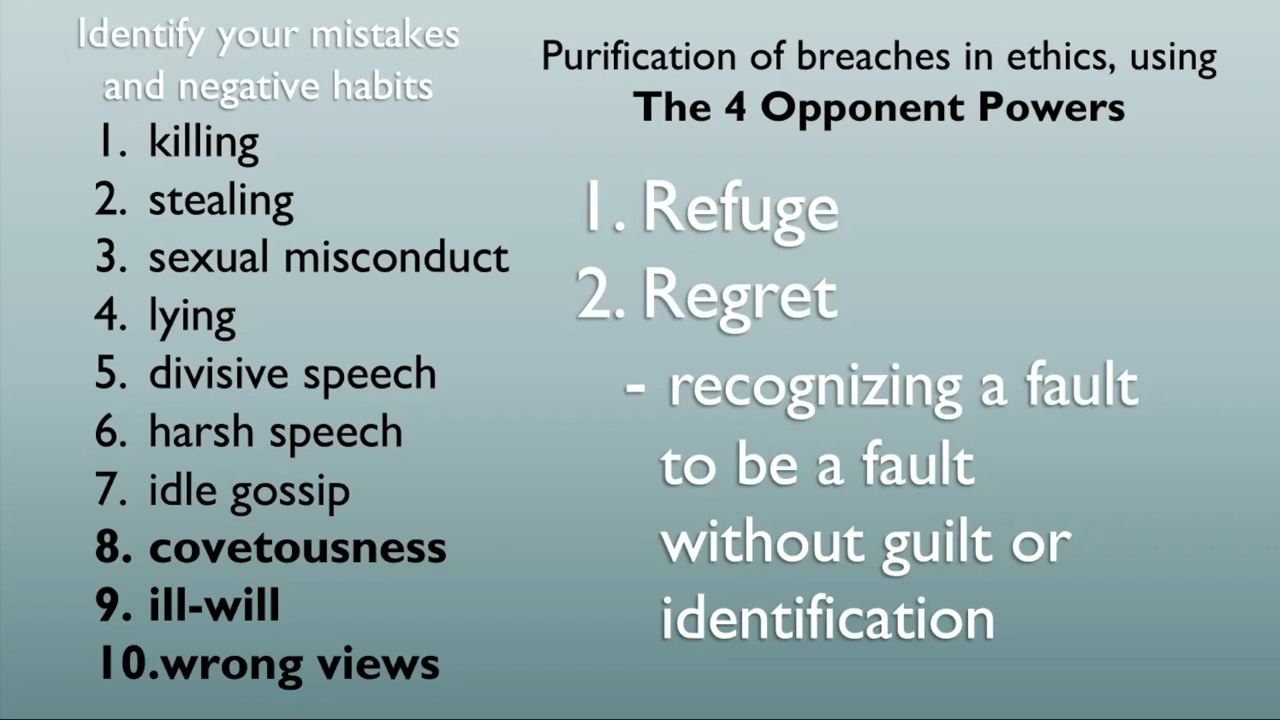 Identify your mistakes
and negative habits
1. killing
2. stealing
3. sexual misconduct
4. lying
5. divisive speech
6. harsh speech
7. idle gossip
8. covetousness
9. ill-will
10.wrong views
Purification of breaches in ethics, using
The 4 Opponent Powers
1. Refuge
2. Regret
- recognizing a fault
to be a fault
without guilt or
identification